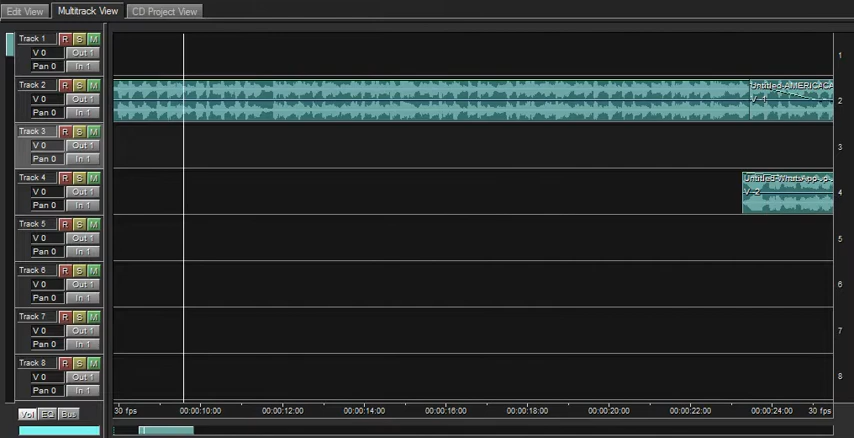 Edit View Multitrack View CD Project View
Track 1 R S M
V 0 Out 1
Pan 0 In 1
1
Track 2 R S M
V 0 Out 1
Pan 0 In 1
Untitled-AMERICA
V -1
2
Track 3 R S M
V 0 Out 1
Pan 0 In 1
3
Track 4 R S M
V 0 Out 1
Pan 0 In 1
Untitled-WhatsApp
V -2
4
Track 5 R S M
V 0 Out 1
Pan 0 In 1
5
Track 6 R S M
V 0 Out 1
Pan 0 In 1
6
Track 7 R S M
V 0 Out 1
Pan 0 In 1
7
Track 8 R S M
V 0 Out 1
Pan 0 In 1
8
Vol EQ Bus
30 fps 00:00:10:00 00:00:12:00 00:00:14:00 00:00:16:00 00:00:18:00 00:00:20:00 00:00:22:00 00:00:24:00 30 fps